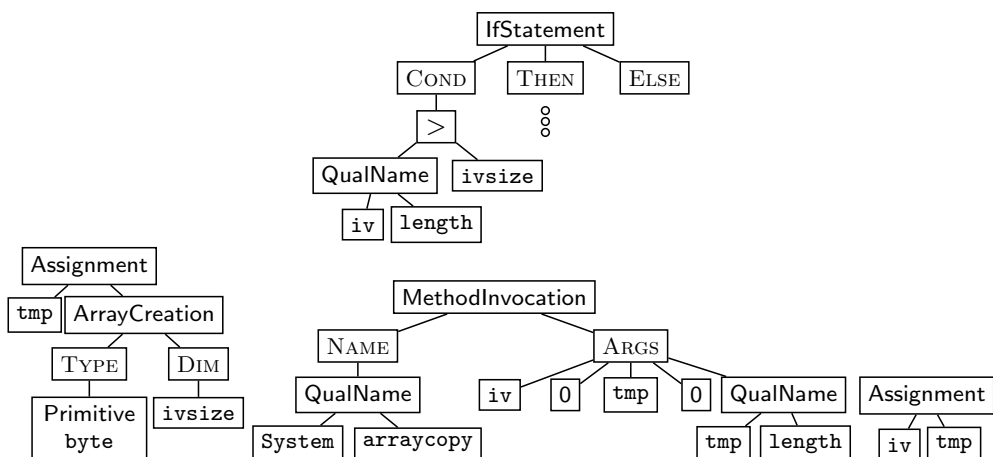 IfStatement
COND THEN ELSE
>
QualName ivsize
iv length
Assignment
tmp ArrayCreation
TYPE DIM
Primitive
byte
ivsize
MethodInvocation
NAME ARGS
QualName iv 0 tmp 0 QualName
System arraycopy tmp length
Assignment
iv tmp